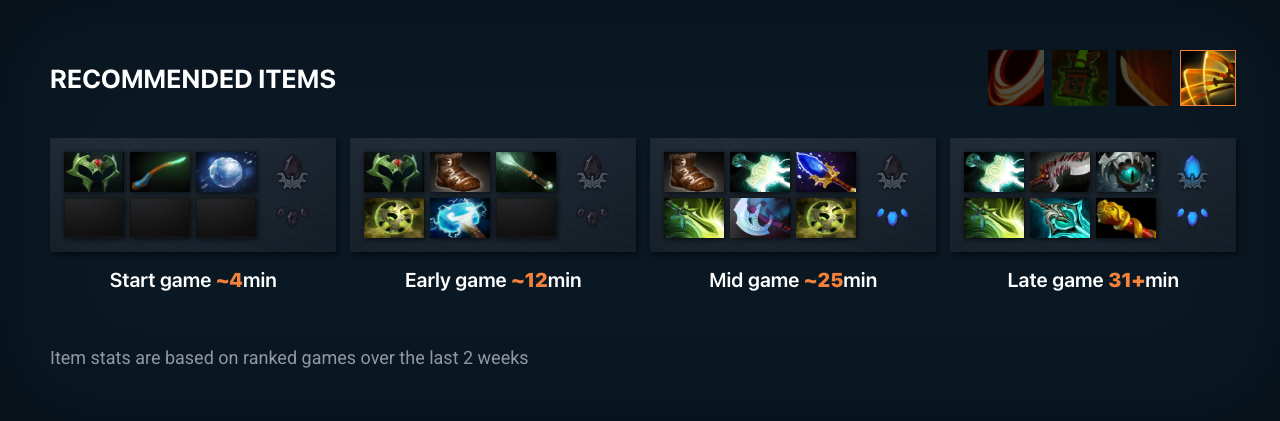 RECOMMENDED ITEMS
Start game ~4min
Early game ~12min
Mid game ~25min
Late game 31+min
Item stats are based on ranked games over the last 2 weeks